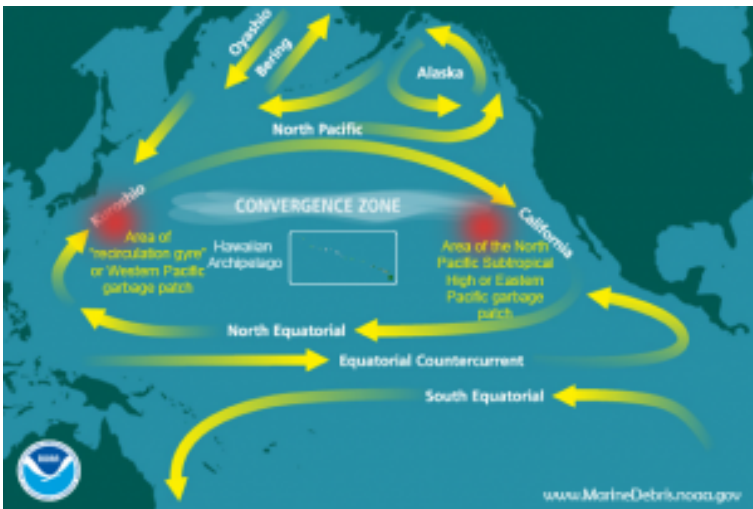 Oyashio
Bering
Alaska
North Pacific
Kuroshio
CONVERGENCE ZONE
California
Area of
"recirculation gyre"
or Western Pacific
garbage patch
Hawaiian
Archipelago
Area of the North
Pacific Subtropical
High or Eastern
Pacific garbage
patch
North Equatorial
Equatorial Countercurrent
South Equatorial
NOAA
www.MarineDebris.noaa.gov